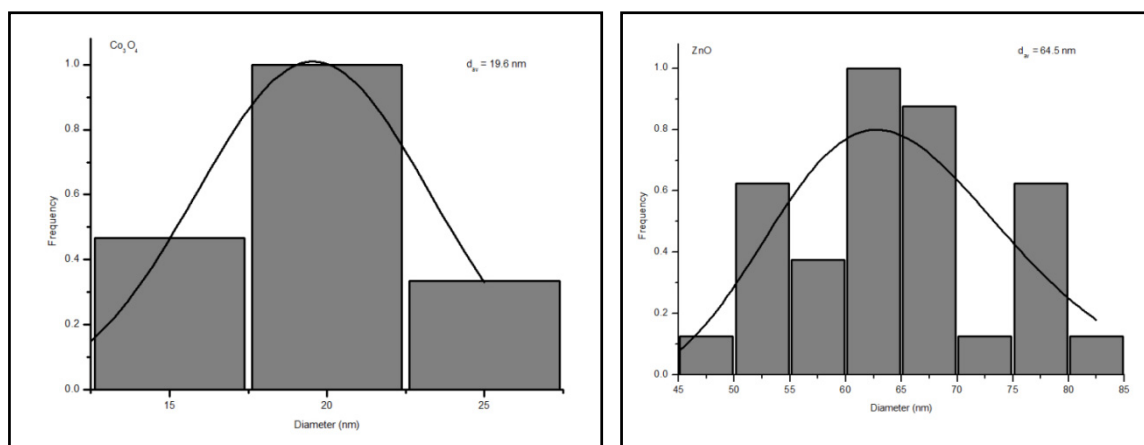 Co₃O₄
d_av = 19.6 nm
1.0
0.8
0.6
0.4
0.2
0.0
Frequency
15 20 25
Diameter (nm)
ZnO
d_av = 64.5 nm
1.0
0.8
0.6
0.4
0.2
0.0
Frequency
45 50 55 60 65 70 75 80 85
Diameter (nm)